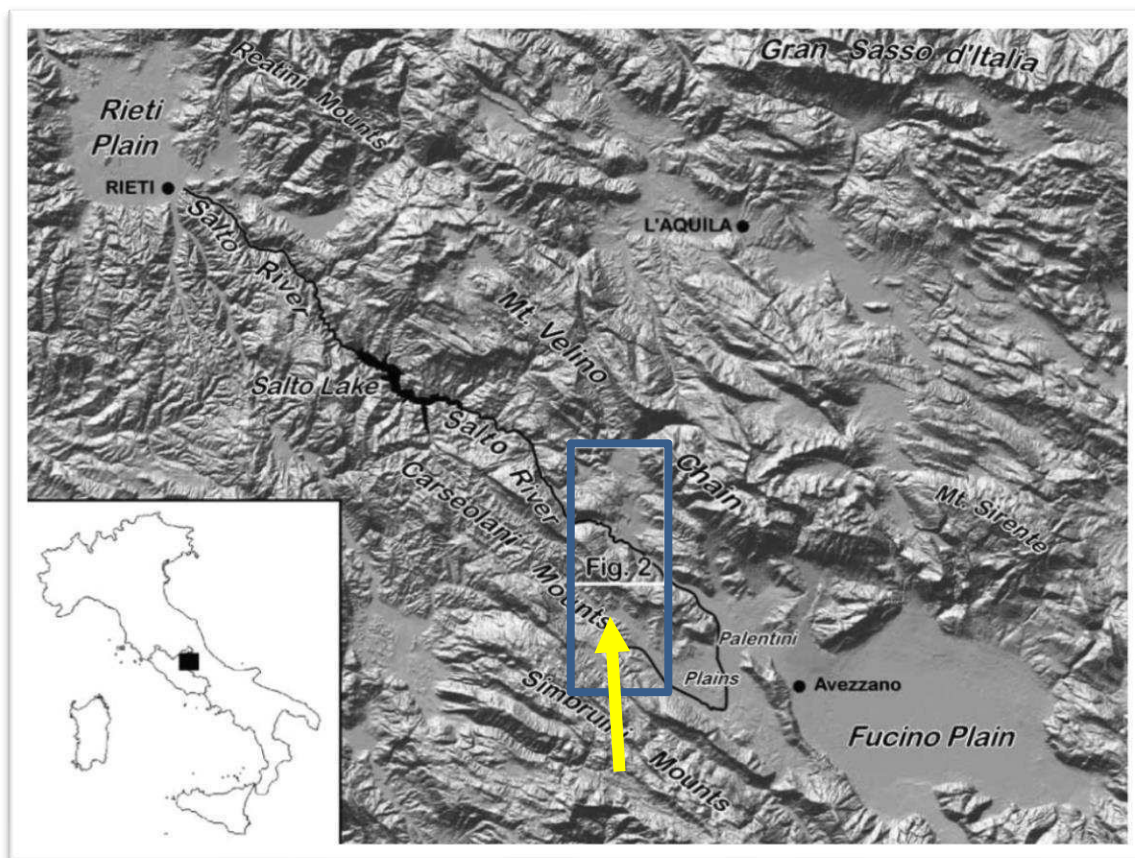 Gran Sasso d'Italia
Reatini Mounts
Rieti
Plain
RIETI
L'AQUILA
Salto River
Mt. Velino
Salto Lake
Salto River
Chain
Carseolani Mounts
Mt. Sirente
Fig. 2
Palentini
Plains
Avezzano
Simbruini Mounts
Fucino Plain